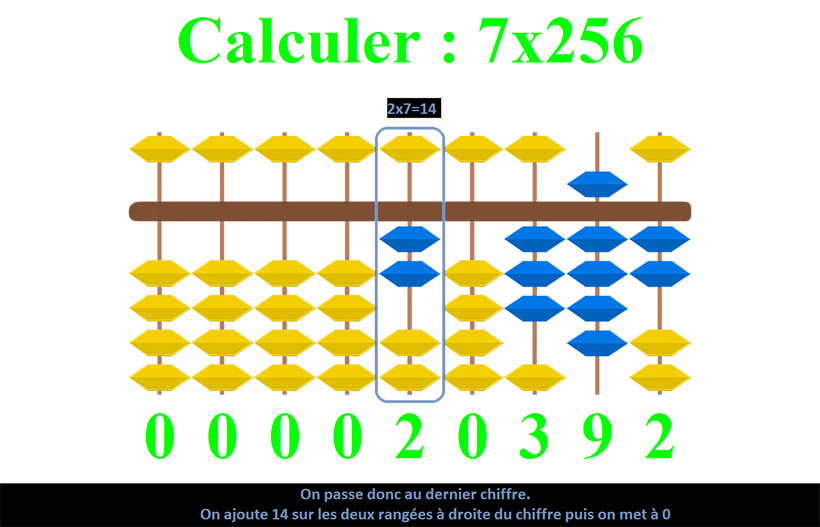 Calculer : 7x256
2x7=14
0 0 0 0 2 0 3 9 2
On passe donc au dernier chiffre.
On ajoute 14 sur les deux rangées à droite du chiffre puis on met à 0